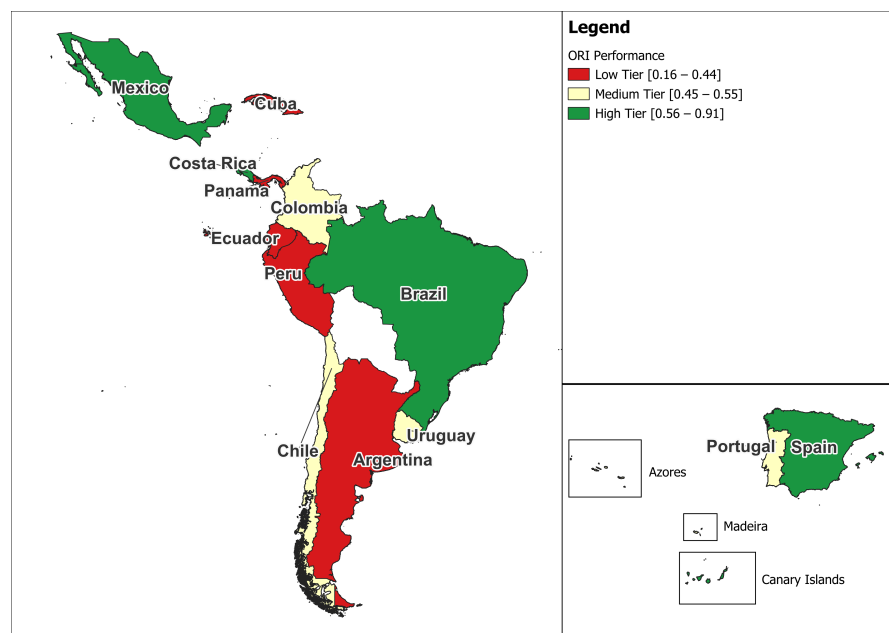 Legend
ORI Performance
Low Tier [0.16 – 0.44]
Medium Tier [0.45 – 0.55]
High Tier [0.56 – 0.91]
Mexico
Cuba
Costa Rica
Panama
Colombia
Ecuador
Peru
Brazil
Chile
Uruguay
Argentina
Portugal
Spain
Azores
Madeira
Canary Islands